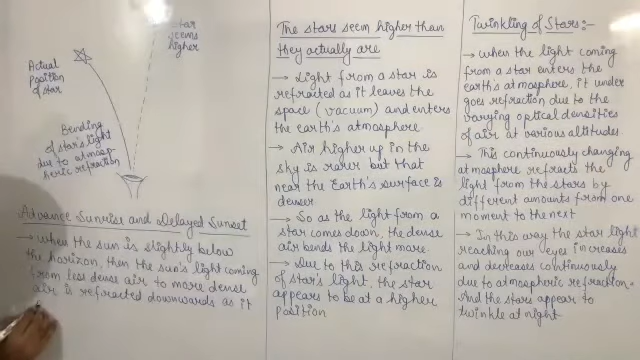 Star
seems
higher
Actual
Position
of star
Bending
of star's light
due to atmosp-
heric refraction
Advance Sunrise and Delayed Sunset
→ When the sun is slightly below
the horizon, then the sun's light coming
from less dense air to more dense
air is refracted downwards as it
The stars seem higher than
they actually are
→ Light from a star is
refracted as it leaves the
space (vacuum) and enters
the earth's atmosphere
→ Air higher up in the
sky is rarer but that
near the Earth's surface is
denser
→ So as the light from a
star comes down, the dense
air bends the light more.
→ Due to this refraction
of star's light, the star
appears to be at a higher
position
Twinkling of Stars:-
→ When the light coming
from a star enters the
earth's atmosphere, it under
goes refraction due to the
varying optical densities
of air at various altitudes
→ This continuously changing
atmosphere refracts the
light from the stars by
different amounts from one
moment to the next
→ In this way the star light
reaching our eyes increases
and decreases continuously
due to atmospheric refraction.
And the stars appear to
twinkle at night